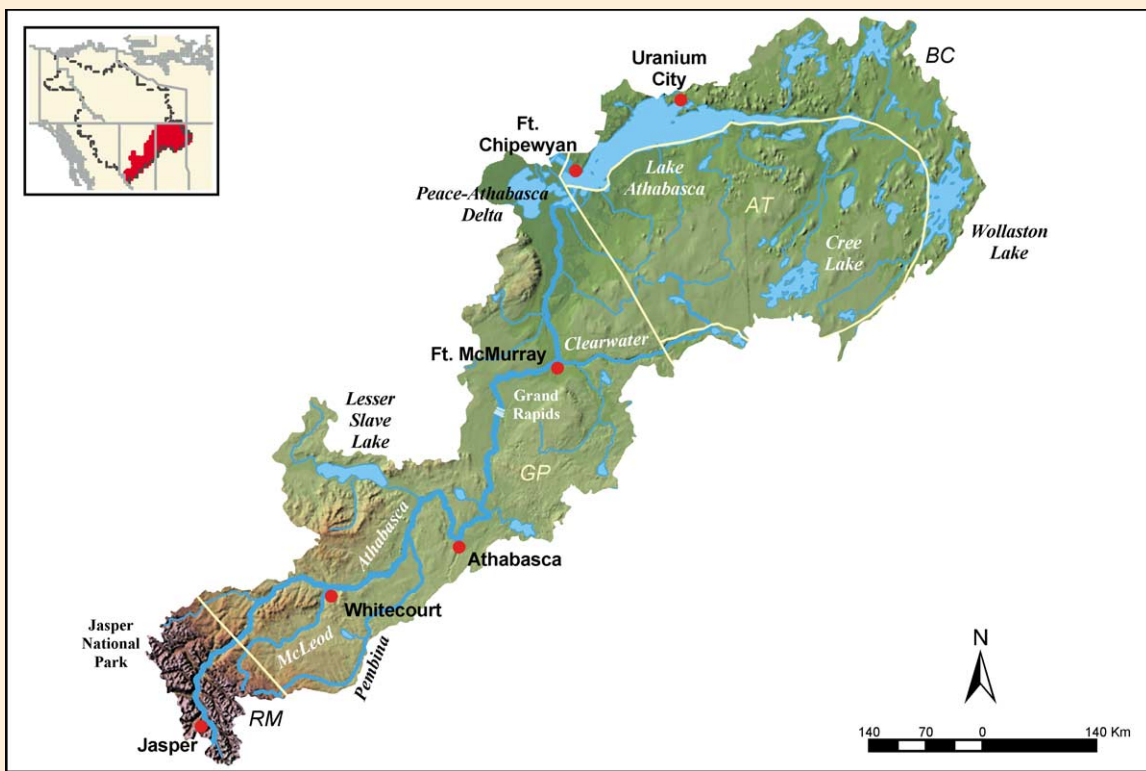 Uranium
City
BC
Ft.
Chipewyan
Lake
Athabasca
Peace-Athabasca
Delta
AT
Cree
Lake
Wollaston
Lake
Clearwater
Ft. McMurray
Grand
Rapids
Lesser
Slave
Lake
GP
Athabasca
Athabasca
Whitecourt
Jasper
National
Park
McLeod
Pembina
RM
Jasper
N
140 70 0 140 Km